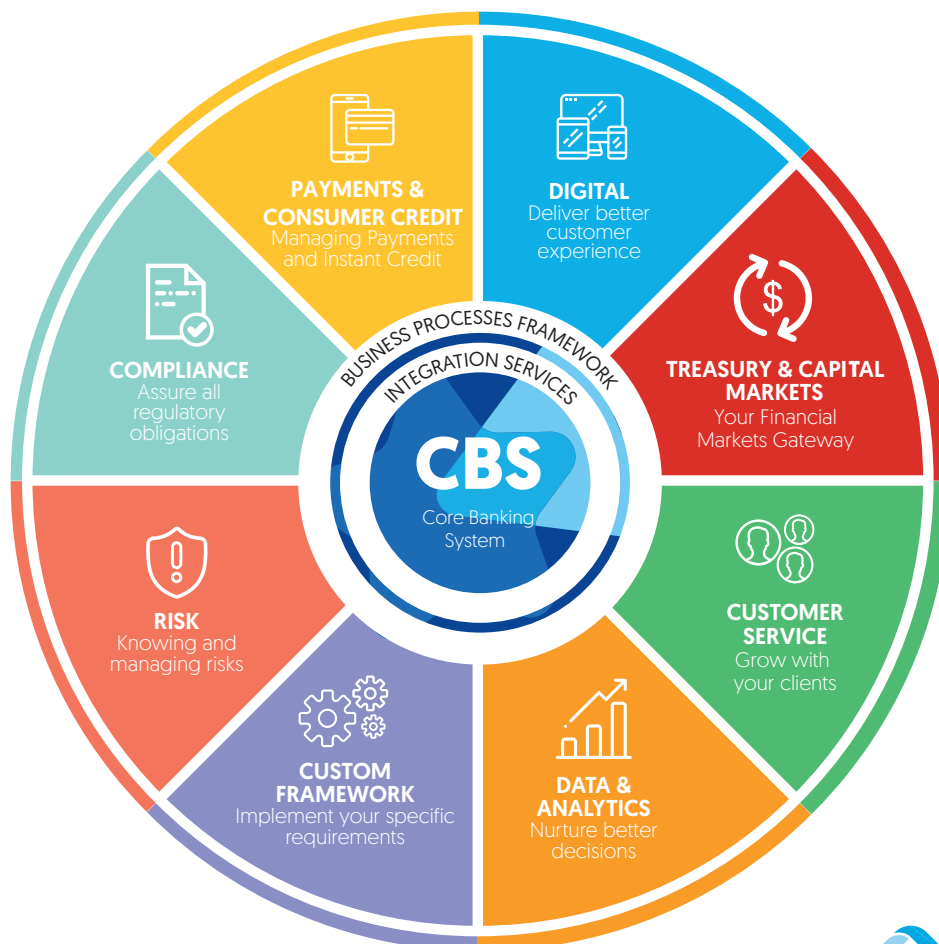 PAYMENTS &
CONSUMER CREDIT
Managing Payments
and Instant Credit
DIGITAL
Deliver better
customer
experience
TREASURY & CAPITAL
MARKETS
Your Financial
Markets Gateway
CUSTOMER
SERVICE
Grow with
your clients
DATA &
ANALYTICS
Nurture better
decisions
CUSTOM
FRAMEWORK
Implement your specific
requirements
RISK
Knowing and
managing risks
COMPLIANCE
Assure all
regulatory
obligations
BUSINESS PROCESSES FRAMEWORK
INTEGRATION SERVICES
CBS
Core Banking
System
$